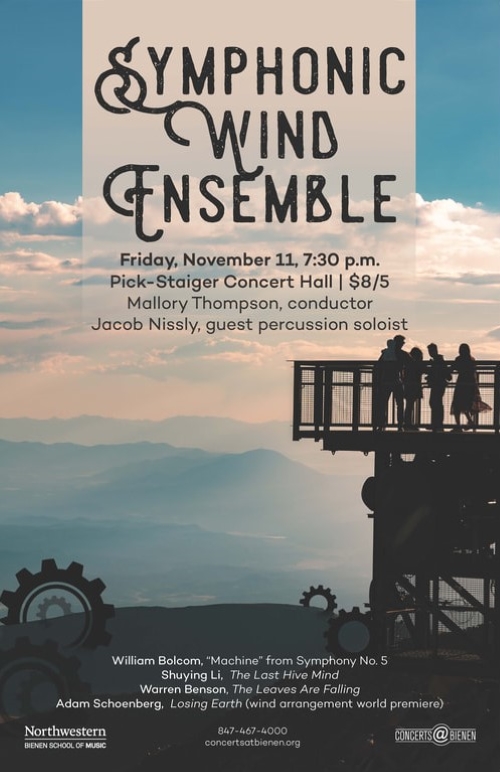 SYMPHONIC
WIND
ENSEMBLE
Friday, November 11, 7:30 p.m.
Pick-Staiger Concert Hall | $8/5
Mallory Thompson, conductor
Jacob Nissly, guest percussion soloist
William Bolcom, “Machine” from Symphony No. 5
Shuying Li, The Last Hive Mind
Warren Benson, The Leaves Are Falling
Adam Schoenberg, Losing Earth (wind arrangement world premiere)
Northwestern
BIENEN SCHOOL OF MUSIC
847-467-4000
concertsatbienen.org
CONCERTS@BIENEN